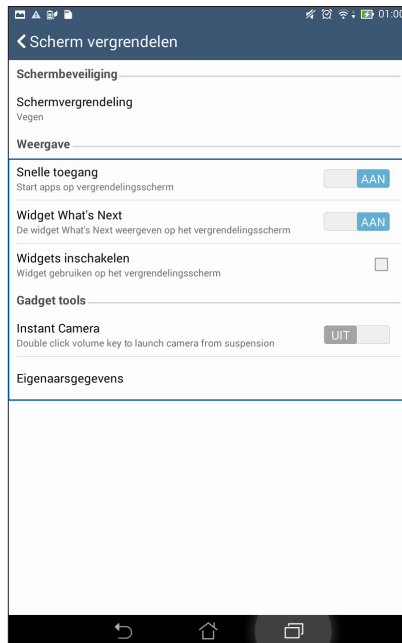 01:00
Scherm vergrendelen
Schermbeveiliging
Schermvergrendeling
Vegen
Weergave
Snelle toegang
Start apps op vergrendelingsscherm
AAN
Widget What's Next
De widget What's Next weergeven op het vergrendelingsscherm
AAN
Widgets inschakelen
Widget gebruiken op het vergrendelingsscherm
Gadget tools
Instant Camera
Double click volume key to launch camera from suspension
UIT
Eigenaarsgegevens